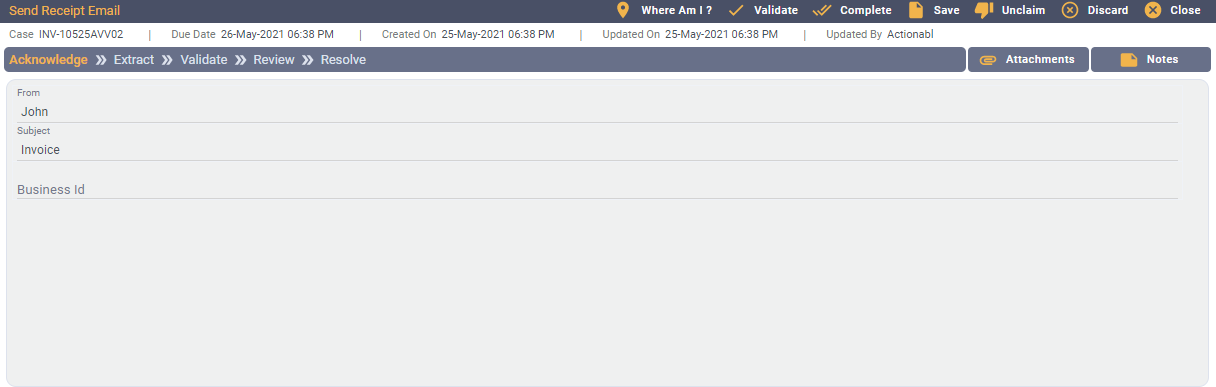 Send Receipt Email Where Am I ? Validate Complete Save Unclaim Discard Close
Case INV-10525AVV02 | Due Date 26-May-2021 06:38 PM | Created On 25-May-2021 06:38 PM | Updated On 25-May-2021 06:38 PM | Updated By Actionabl
Acknowledge Extract Validate Review Resolve Attachments Notes
From
John
Subject
Invoice
Business Id